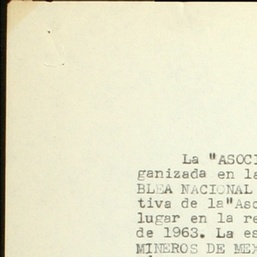 La "ASOCI
ganizada en la
BLEA NACIONAL
tiva de la"Aso
lugar en la re
de 1963. La es
MINEROS DE MEX